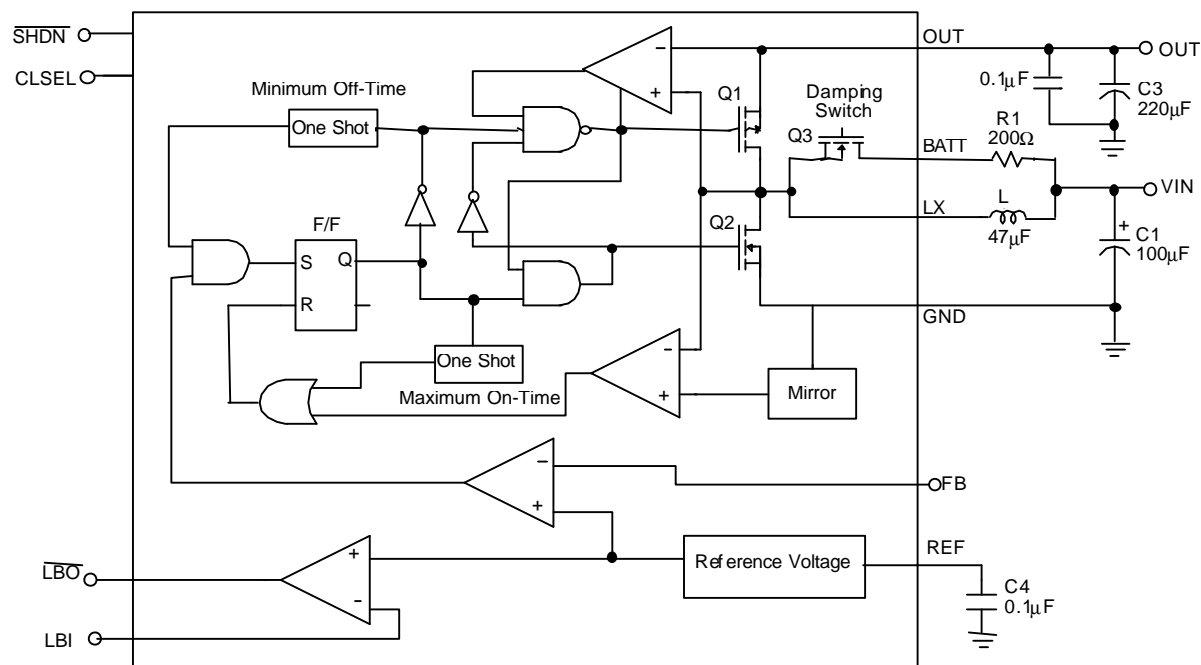 SHDN
CLSEL
OUT
OUT
0.1µF
C3
220µF
Minimum Off-Time
One Shot
Q1
Damping
Switch
Q3
BATT
R1
200Ω
VIN
LX
L
47µF
C1
100µF
+
-
+
F/F
S
Q
R
Q2
GND
One Shot
Maximum On-Time
-
+
Mirror
-
+
FB
REF
Reference Voltage
C4
0.1µF
LBO
+
-
LBI